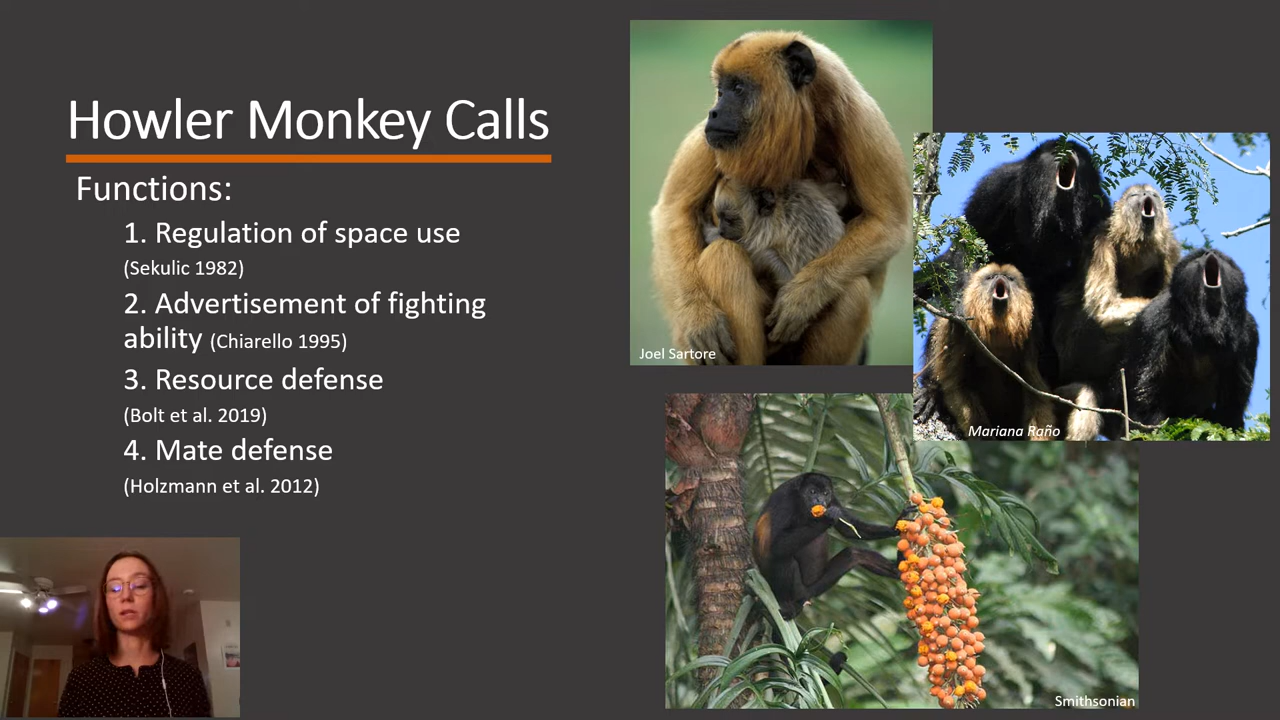 Howler Monkey Calls
Functions:
1. Regulation of space use
(Sekulic 1982)
2. Advertisement of fighting
ability (Chiarello 1995)
3. Resource defense
(Bolt et al. 2019)
4. Mate defense
(Holzmann et al. 2012)
Joel Sartore
Mariana Raño
Smithsonian